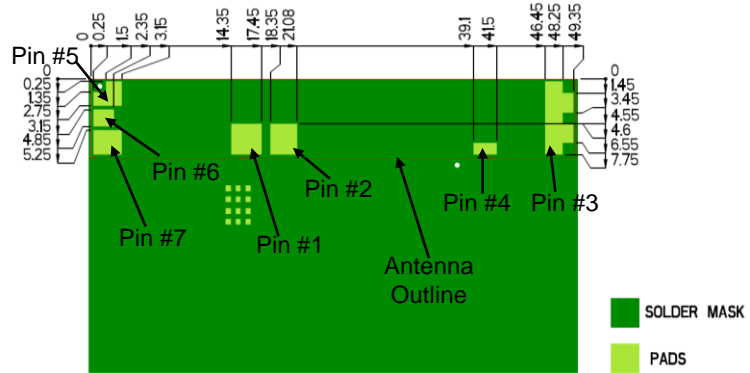 0
0.25
1.5
2.35
3.15
14.35
17.45
18.35
21.08
39.1
41.5
46.45
48.25
49.35
Pin #5
0
0.25
1.35
2.75
3.15
4.85
5.25
0
1.45
3.45
4.55
4.6
6.55
7.75
Pin #6
Pin #2
Pin #4
Pin #3
Pin #7
Pin #1
Antenna
Outline
SOLDER MASK
PADS